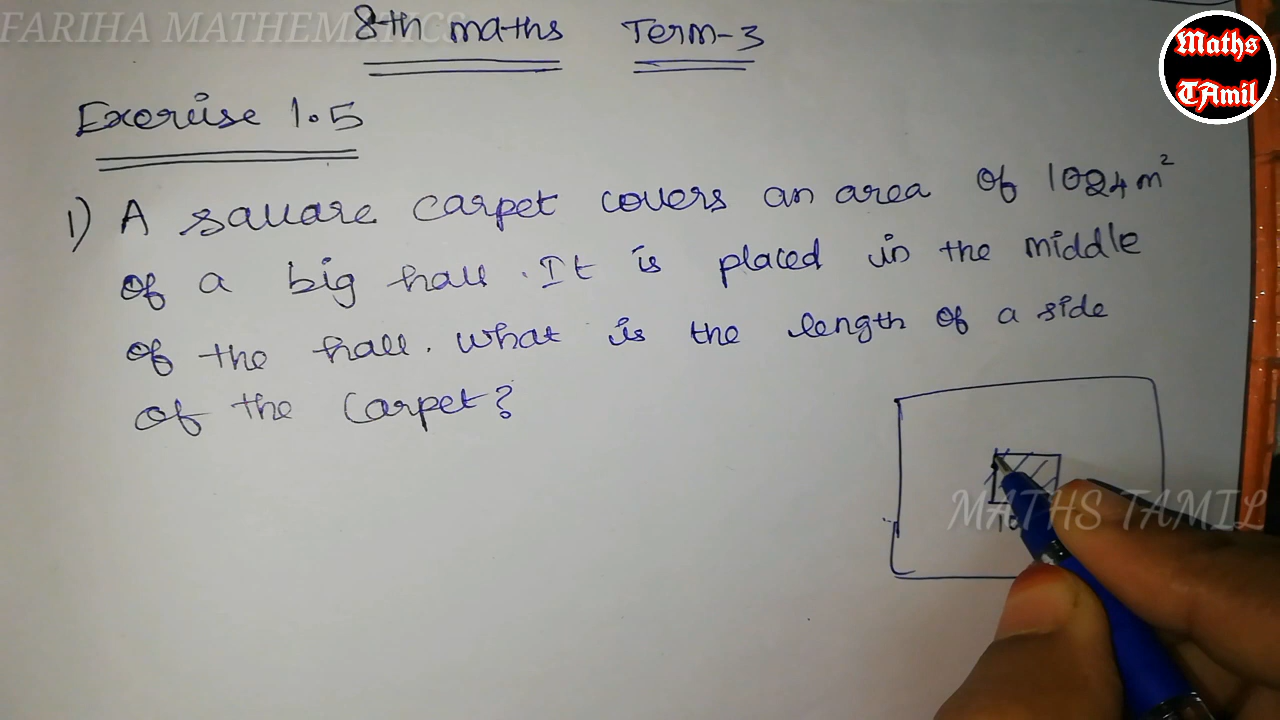 FARIHA MATHEMATICS
8th maths Term-3
Maths
TAmil
Exercise 1.5
1) A square carpet covers an area of 1024m²
of a big hall. It is placed in the middle
of the hall. What is the length of a side
of the carpet?
MATHS TAMIL